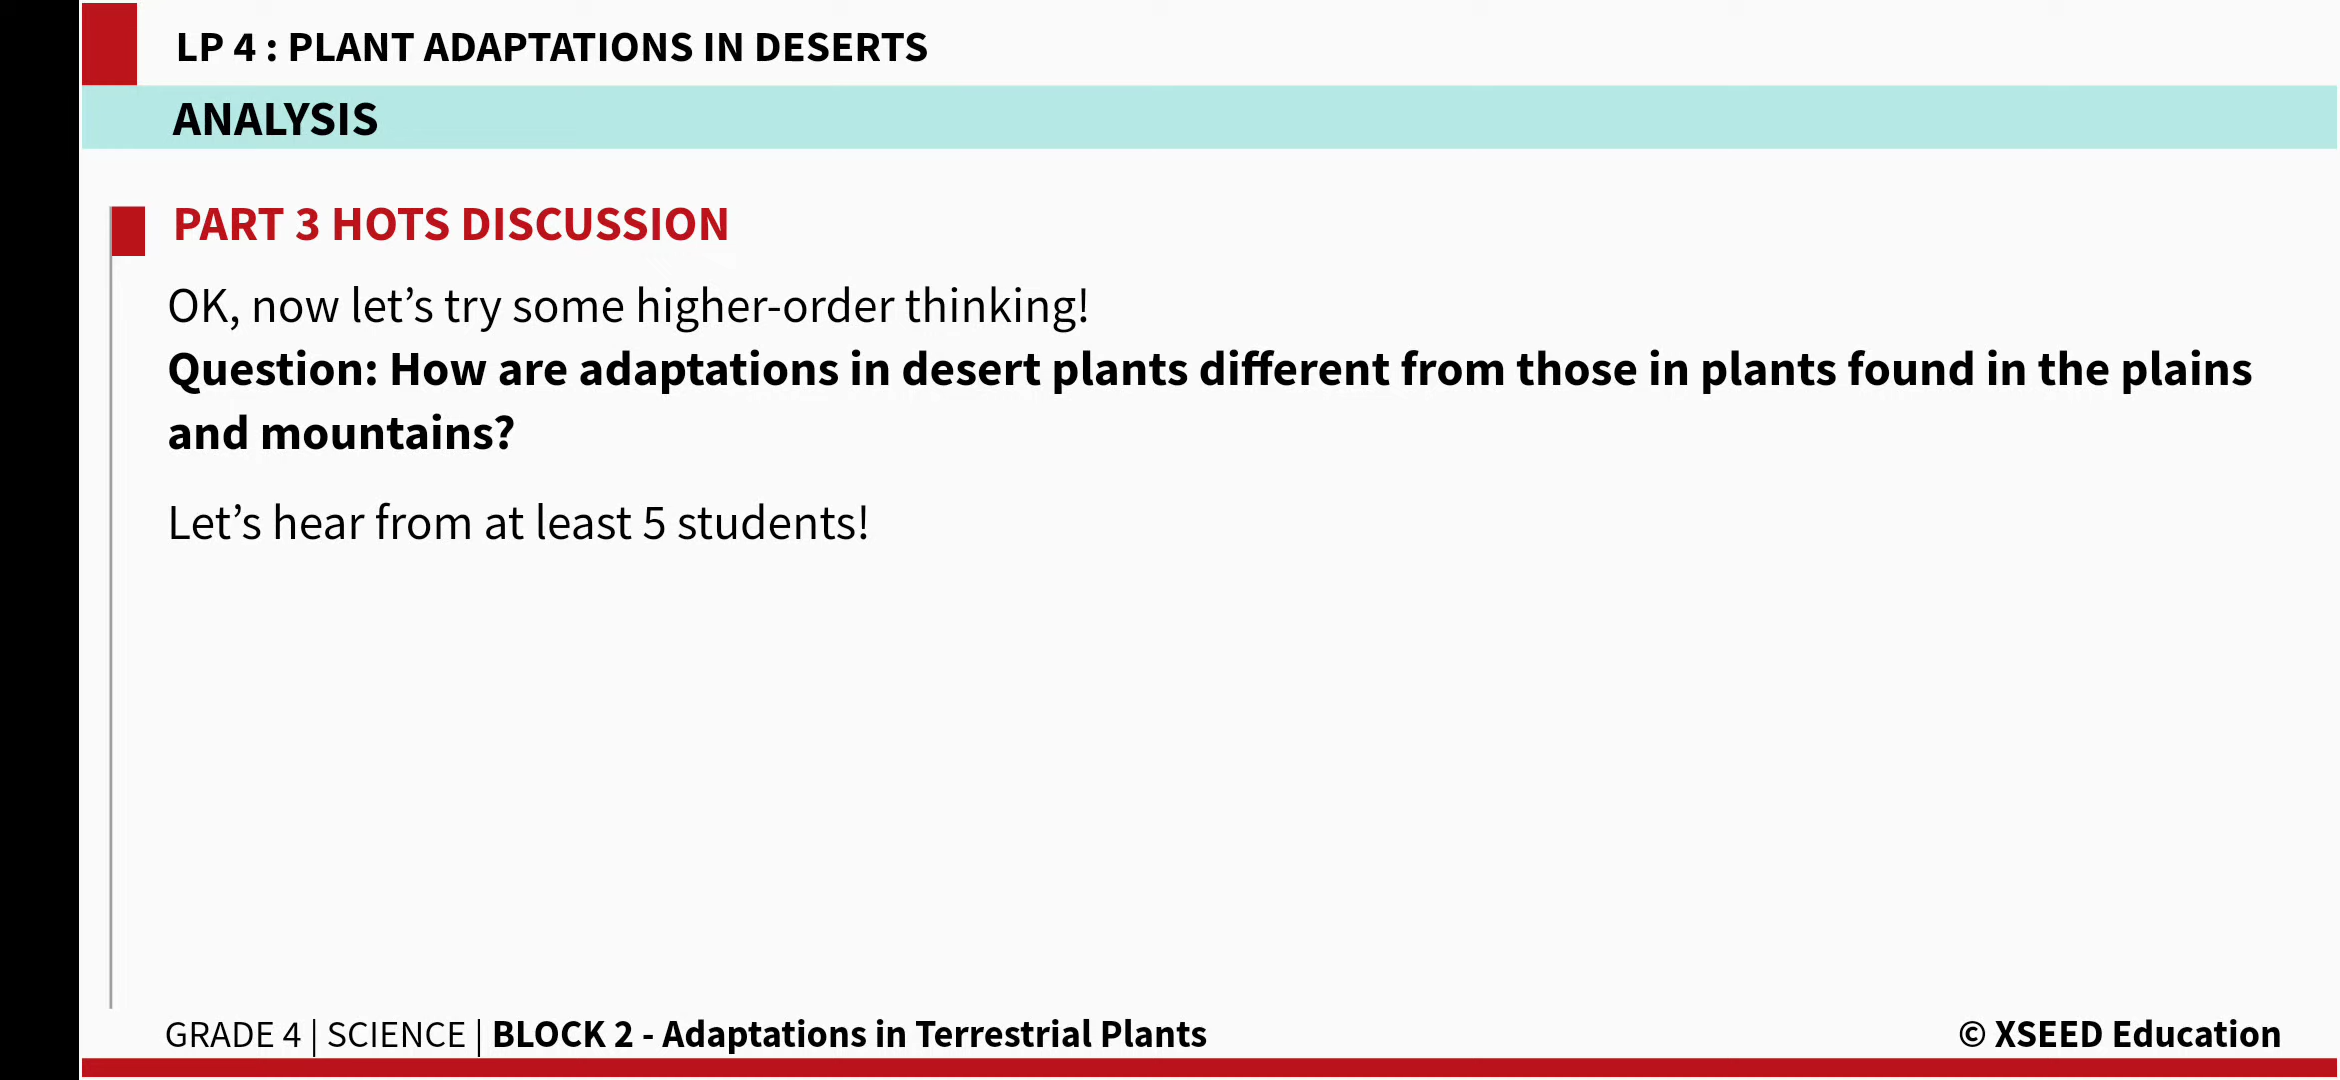 LP 4 : PLANT ADAPTATIONS IN DESERTS
ANALYSIS
PART 3 HOTS DISCUSSION
OK, now let’s try some higher-order thinking!
Question: How are adaptations in desert plants different from those in plants found in the plains
and mountains?
Let’s hear from at least 5 students!
GRADE 4 | SCIENCE | BLOCK 2 - Adaptations in Terrestrial Plants
© XSEED Education